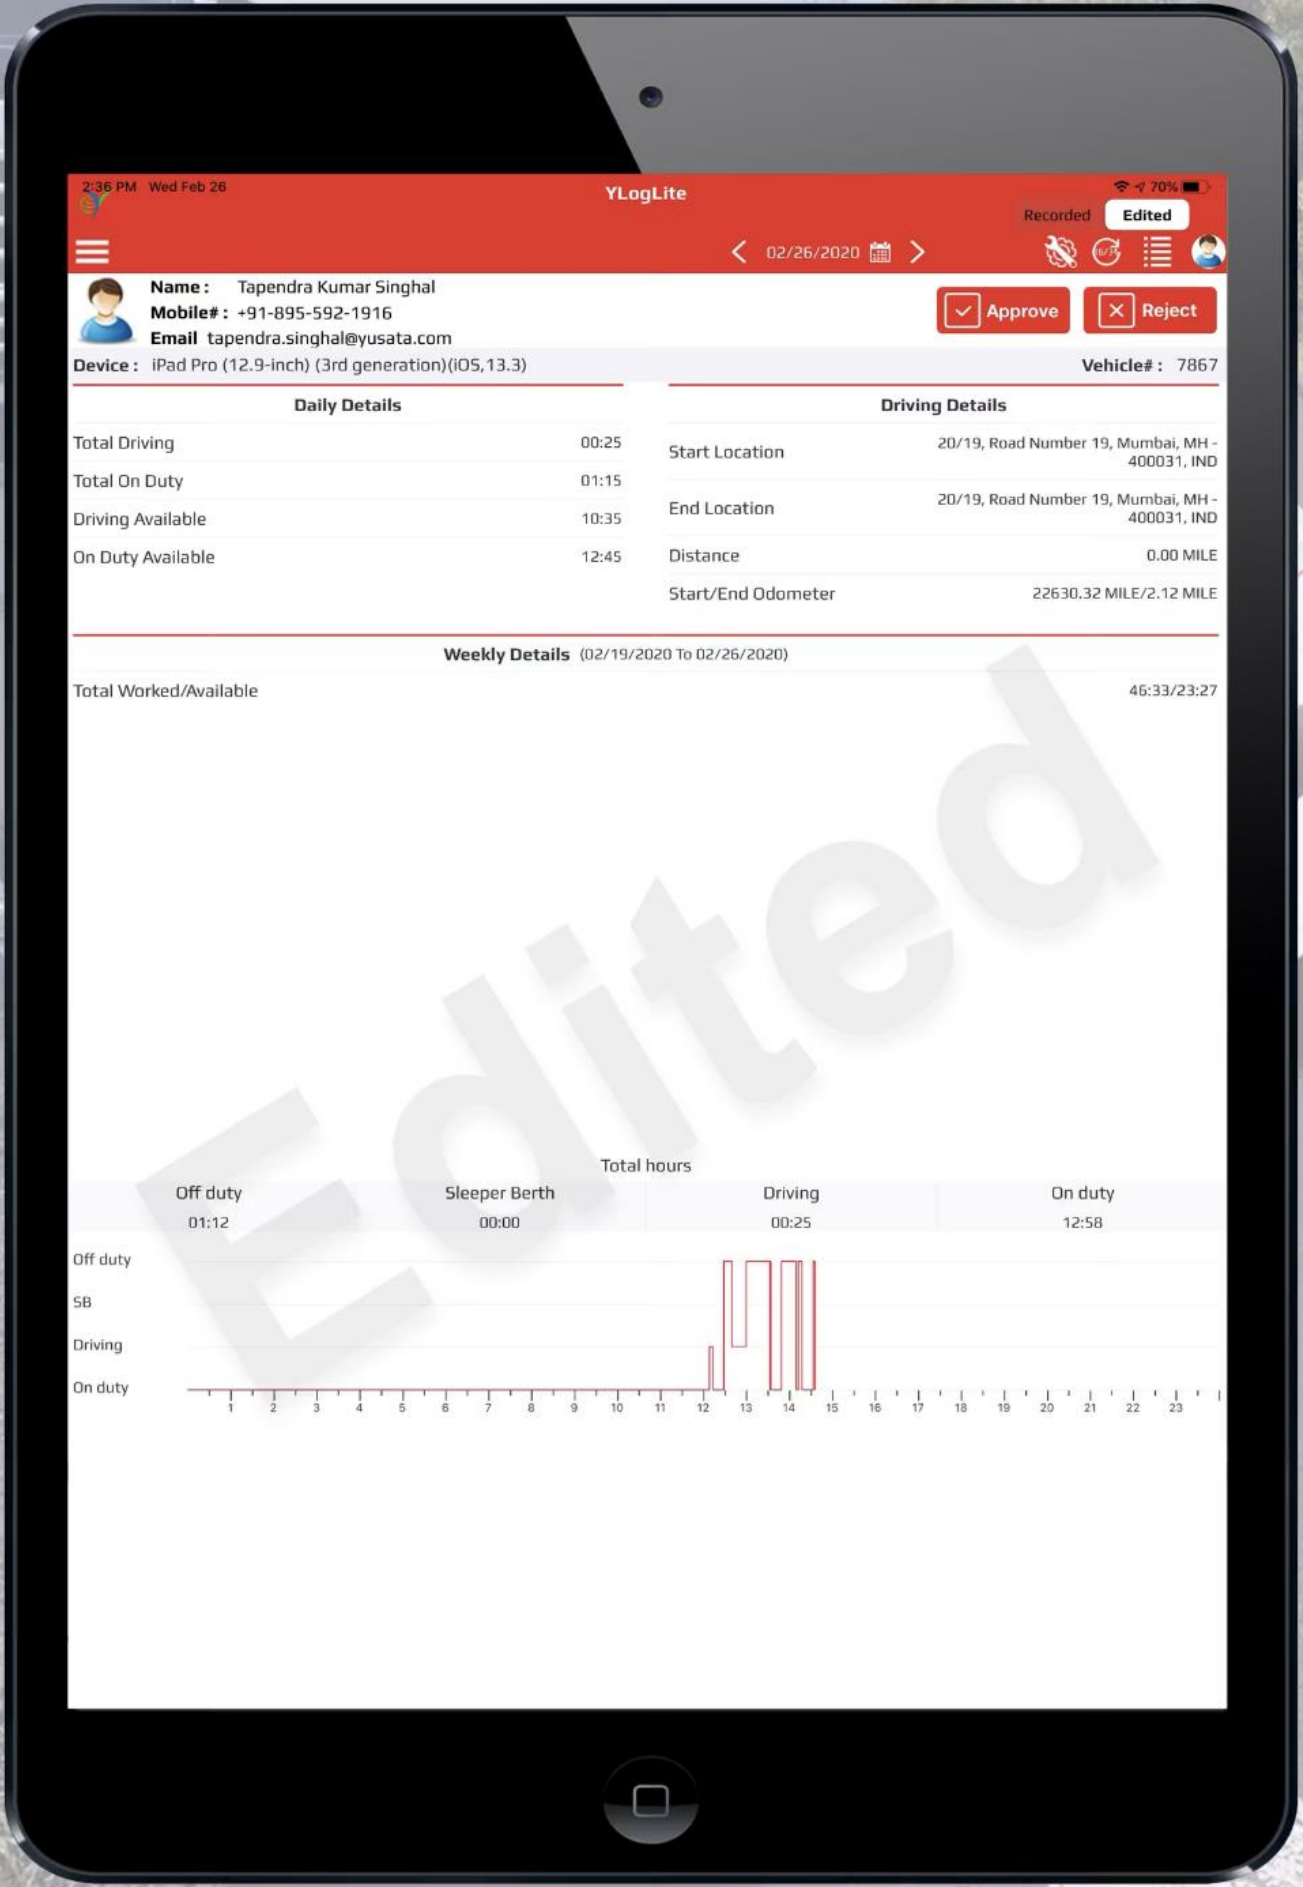 2:36 PM Wed Feb 26
YLogLite
70%
Recorded Edited
02/26/2020
Name : Tapendra Kumar Singhal
Mobile# : +91-895-592-1916
Email tapendra.singhal@yusata.com
Approve
Reject
Device : iPad Pro (12.9-inch) (3rd generation)(iOS,13.3)
Vehicle# : 7867
Daily Details
Total Driving 00:25
Total On Duty 01:15
Driving Available 10:35
On Duty Available 12:45
Driving Details
Start Location 20/19, Road Number 19, Mumbai, MH -
400031, IND
End Location 20/19, Road Number 19, Mumbai, MH -
400031, IND
Distance 0.00 MILE
Start/End Odometer 22630.32 MILE/2.12 MILE
Weekly Details (02/19/2020 To 02/26/2020)
Total Worked/Available 46:33/23:27
Edited
Total hours
Off duty Sleeper Berth Driving On duty
01:12 00:00 00:25 12:58
Off duty
SB
Driving
On duty
1 2 3 4 5 6 7 8 9 10 11 12 13 14 15 16 17 18 19 20 21 22 23